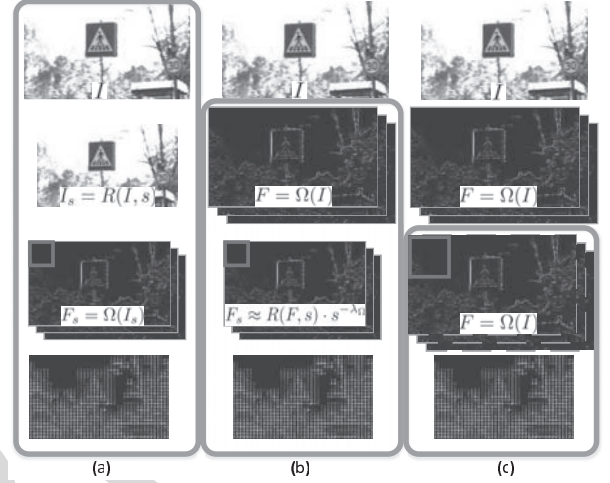 I
I_s = R(I, s)
F_s = Ω(I_s)
(a)
I
F = Ω(I)
F_s ≈ R(F, s) · s^{-λ_Ω}
(b)
I
F = Ω(I)
F = Ω(I)
(c)